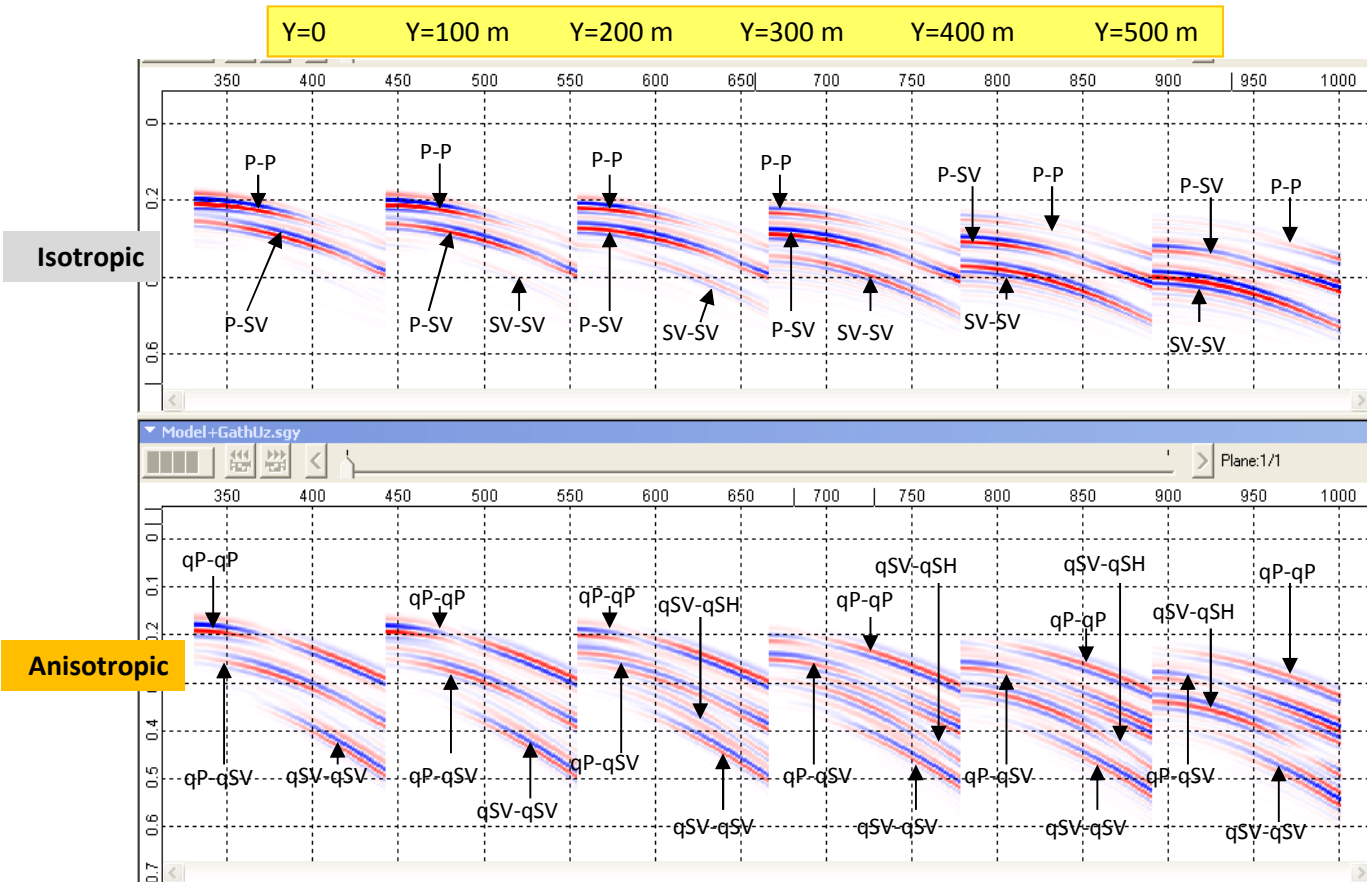 Y=0 Y=100 m Y=200 m Y=300 m Y=400 m Y=500 m
350 400 450 500 550 600 650 700 750 800 850 900 950 1000
0
P-P P-P P-P P-P P-SV P-P P-SV P-P
0.2
Isotropic
P-SV P-SV SV-SV P-SV SV-SV P-SV SV-SV SV-SV SV-SV
0.6
Model+GathUz.sgy
Plane:1/1
350 400 450 500 550 600 650 700 750 800 850 900 950 1000
0
qP-qP qP-qP qP-qP qSV-qSH qP-qP qSV-qSH qP-qP qSV-qSH qSV-qSH qP-qP
0.1
0.2
Anisotropic
0.4
qP-qSV qSV-qSV qP-qSV qSV-qSV qP-qSV qSV-qSV qP-qSV qSV-qSV qP-qSV qSV-qSV qP-qSV qSV-qSV
0.5
0.6
0.7